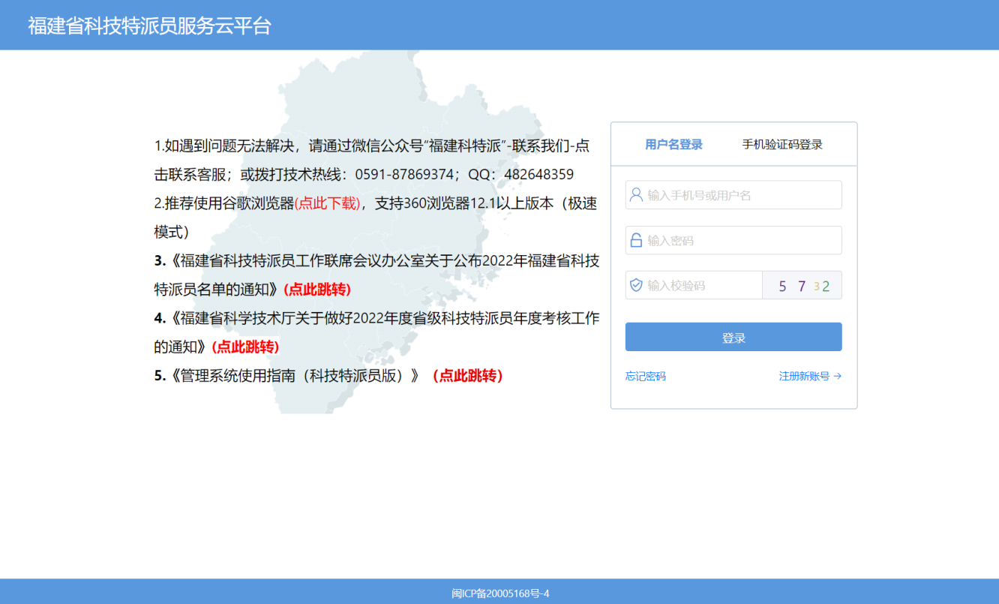 福建省科技特派员服务云平台
1.如遇到问题无法解决，请通过微信公众号“福建科特派”-联系我们-点
击联系客服；或拨打技术热线：0591-87869374；QQ：482648359
2.推荐使用谷歌浏览器(点此下载)，支持360浏览器12.1以上版本（极速
模式）
3.《福建省科技特派员工作联席会议办公室关于公布2022年福建省科技
特派员名单的通知》(点此跳转)
4.《福建省科学技术厅关于做好2022年度省级科技特派员年度考核工作
的通知》(点此跳转)
5.《管理系统使用指南（科技特派员版）》（点此跳转）
用户名登录 手机验证码登录
输入手机号或用户名
输入密码
输入校验码 5 7 3 2
登录
忘记密码 注册新账号 →
闽ICP备20005168号-4